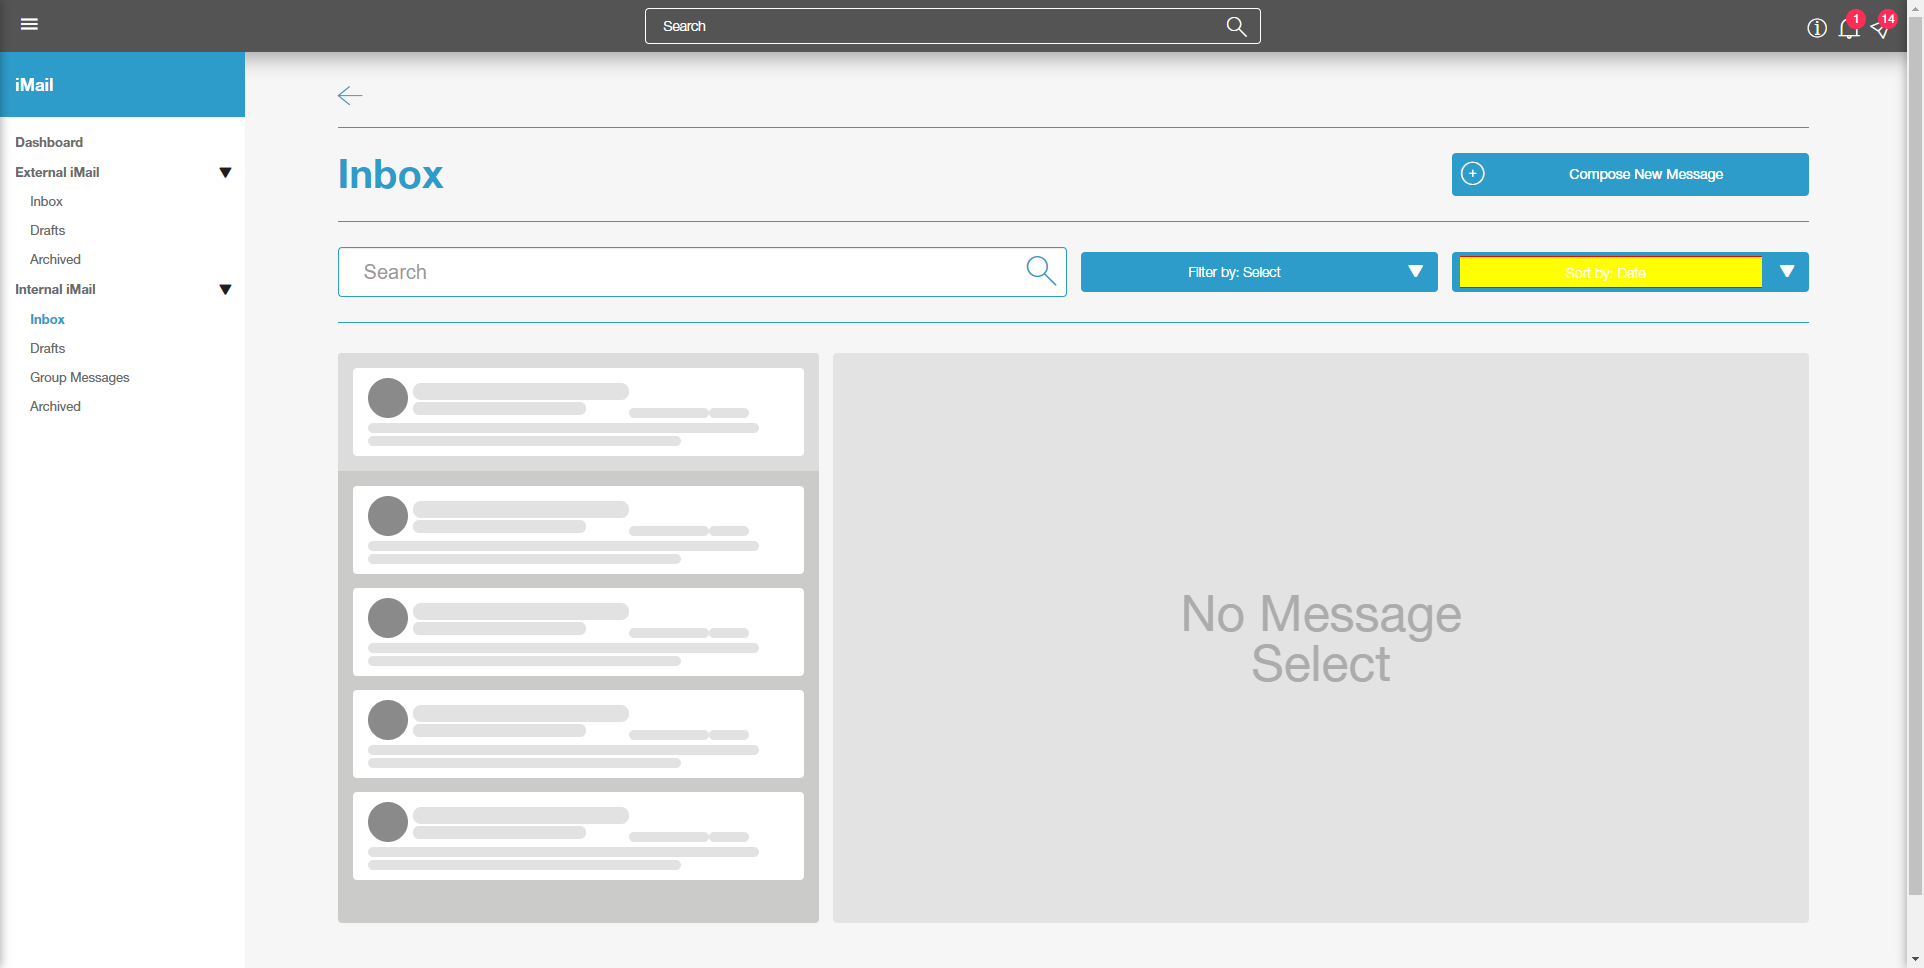 Search
1
14
iMail
Dashboard
External iMail
Inbox
Drafts
Archived
Internal iMail
Inbox
Drafts
Group Messages
Archived
Inbox
Compose New Message
Search
Filter by: Select
Sort by: Date
No Message
Select